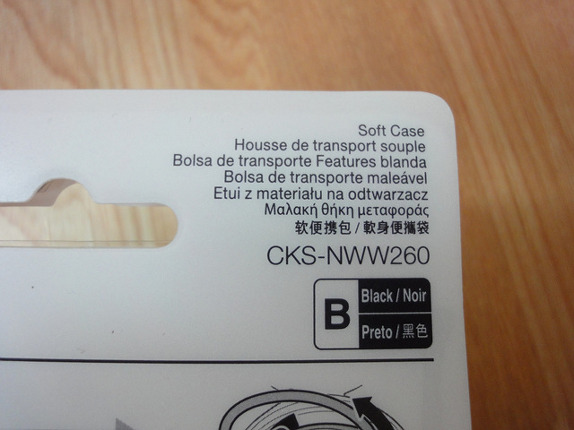 Soft Case
Housse de transport souple
Bolsa de transporte Features blanda
Bolsa de transporte maleável
Etui z materiału na odtwarzacz
Μαλακή θήκη μεταφοράς
软便携包 / 軟身便攜袋
CKS-NWW260
B
Black / Noir
Preto / 黑色